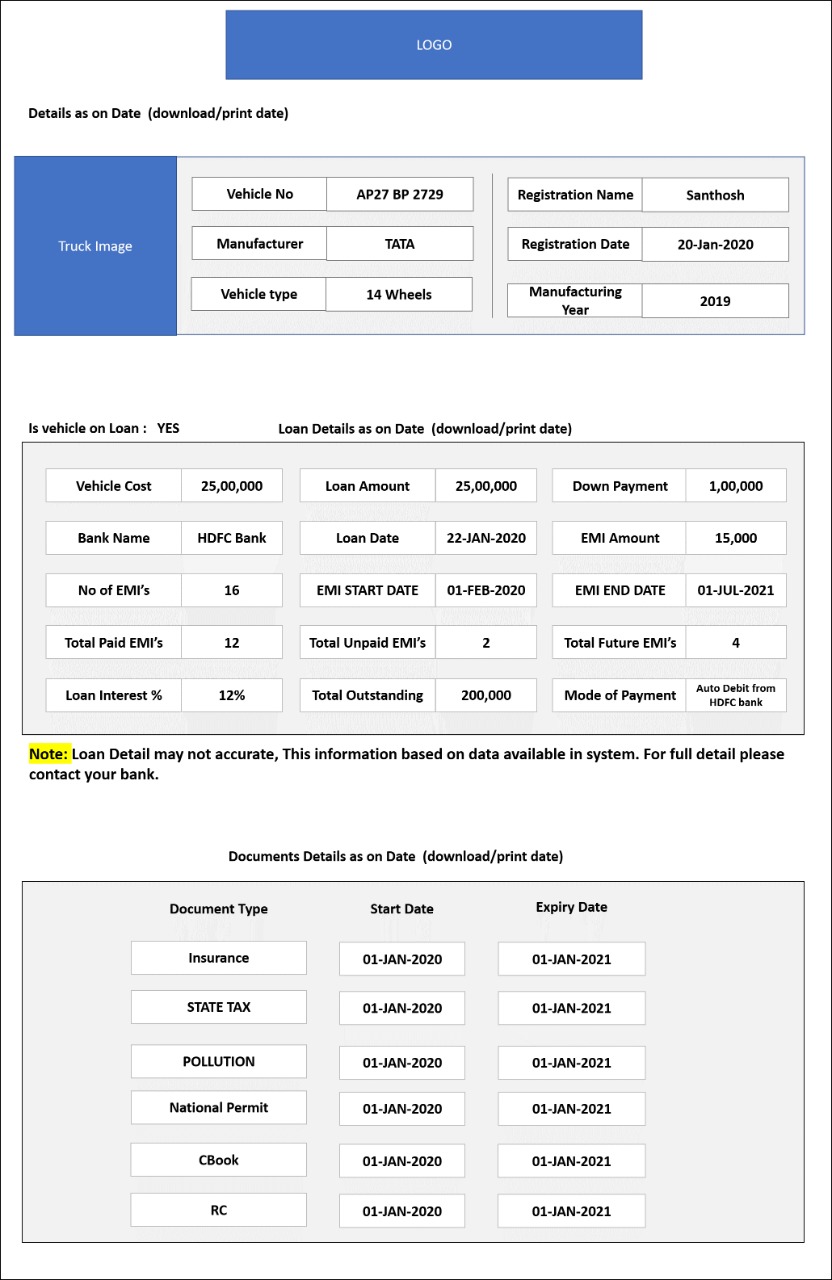 LOGO
Details as on Date (download/print date)
Truck Image
Vehicle No AP27 BP 2729 Registration Name Santhosh
Manufacturer TATA Registration Date 20-Jan-2020
Vehicle type 14 Wheels Manufacturing
Year 2019
Is vehicle on Loan : YES Loan Details as on Date (download/print date)
Vehicle Cost 25,00,000 Loan Amount 25,00,000 Down Payment 1,00,000
Bank Name HDFC Bank Loan Date 22-JAN-2020 EMI Amount 15,000
No of EMI's 16 EMI START DATE 01-FEB-2020 EMI END DATE 01-JUL-2021
Total Paid EMI's 12 Total Unpaid EMI's 2 Total Future EMI's 4
Loan Interest % 12% Total Outstanding 200,000 Mode of Payment Auto Debit from
HDFC bank
Note: Loan Detail may not accurate, This information based on data available in system. For full detail please
contact your bank.
Documents Details as on Date (download/print date)
Document Type Start Date Expiry Date
Insurance 01-JAN-2020 01-JAN-2021
STATE TAX 01-JAN-2020 01-JAN-2021
POLLUTION 01-JAN-2020 01-JAN-2021
National Permit 01-JAN-2020 01-JAN-2021
CBook 01-JAN-2020 01-JAN-2021
RC 01-JAN-2020 01-JAN-2021